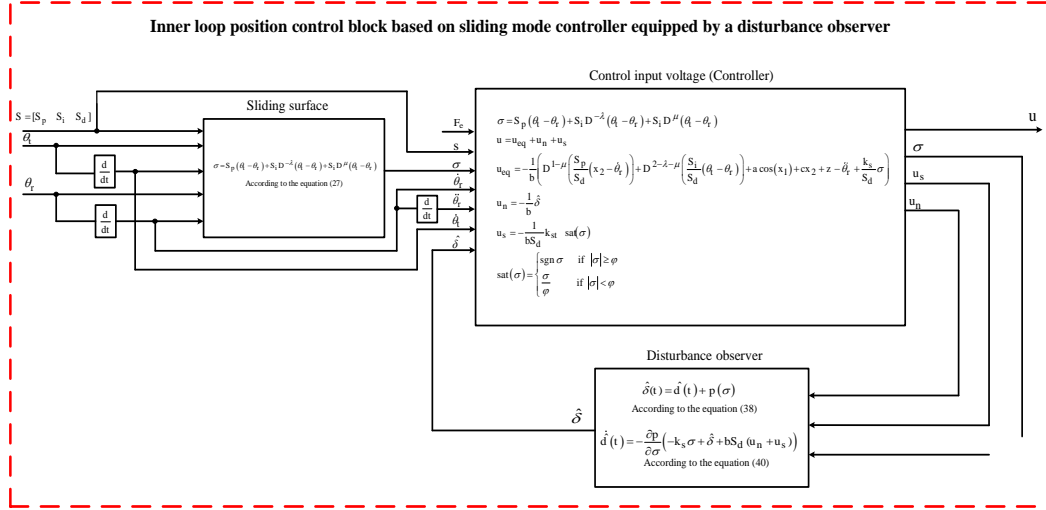 Inner loop position control block based on sliding mode controller equipped by a disturbance observer
Control input voltage (Controller)
Sliding surface
S = [S_p S_i S_d]
θ_t
d/dt
θ_r
d/dt
σ = S_p(θ_t − θ_r) + S_i D^{−λ}(θ_t − θ_r) + S_i D^{μ}(θ_t − θ_r)
According to the equation (27)
F_e
s
σ
θ̇_r
d/dt
θ̈_r
θ̇_t
δ̂
σ = S_p(θ_t − θ_r) + S_i D^{−λ}(θ_t − θ_r) + S_i D^{μ}(θ_t − θ_r)
u = u_eq + u_n + u_s
u_eq = −1/b (D^{1−μ}(S_p/S_d (x_2 − θ̇_r)) + D^{2−λ−μ}(S_i/S_d (θ_t − θ_r)) + a cos(x_1) + cx_2 + z − θ̈_r + k_s/S_d σ)
u_n = −1/b δ̂
u_s = −1/(bS_d) k_st sat(σ)
sat(σ) = { sgn σ if |σ| ≥ φ
σ/φ if |σ| < φ
u
σ
u_s
u_n
Disturbance observer
δ̂(t) = d̂(t) + p(σ)
According to the equation (38)
d̂̇(t) = −∂p/∂σ (−k_s σ + δ̂ + bS_d (u_n + u_s))
According to the equation (40)
δ̂